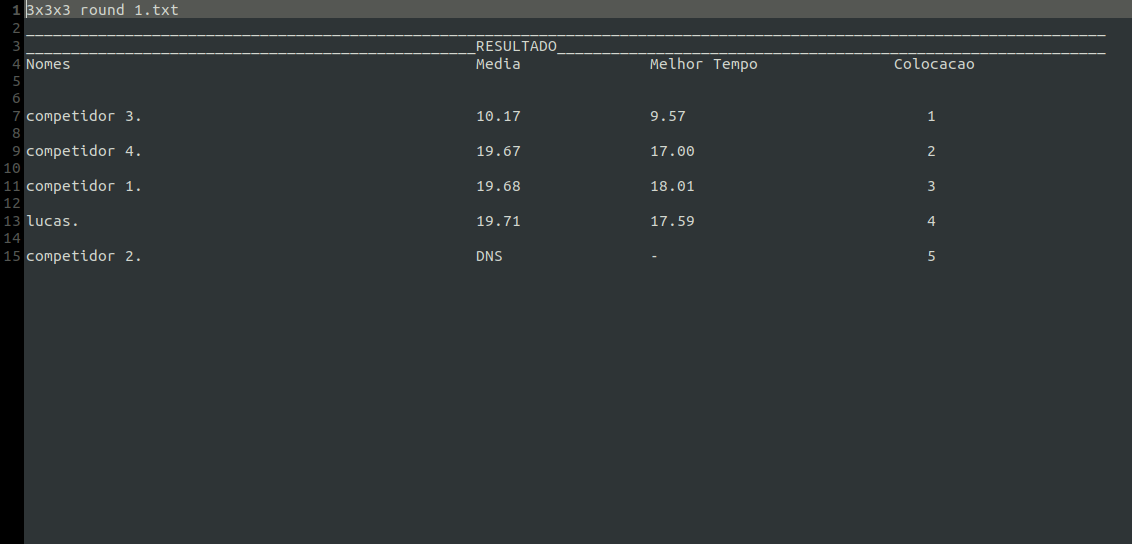 1 3x3x3 round 1.txt
2 ________________________________________________________________________________________________________________________
3 __________________________________________________RESULTADO_____________________________________________________________
4 Nomes Media Melhor Tempo Colocacao
5
6
7 competidor 3. 10.17 9.57 1
8
9 competidor 4. 19.67 17.00 2
10
11 competidor 1. 19.68 18.01 3
12
13 lucas. 19.71 17.59 4
14
15 competidor 2. DNS - 5